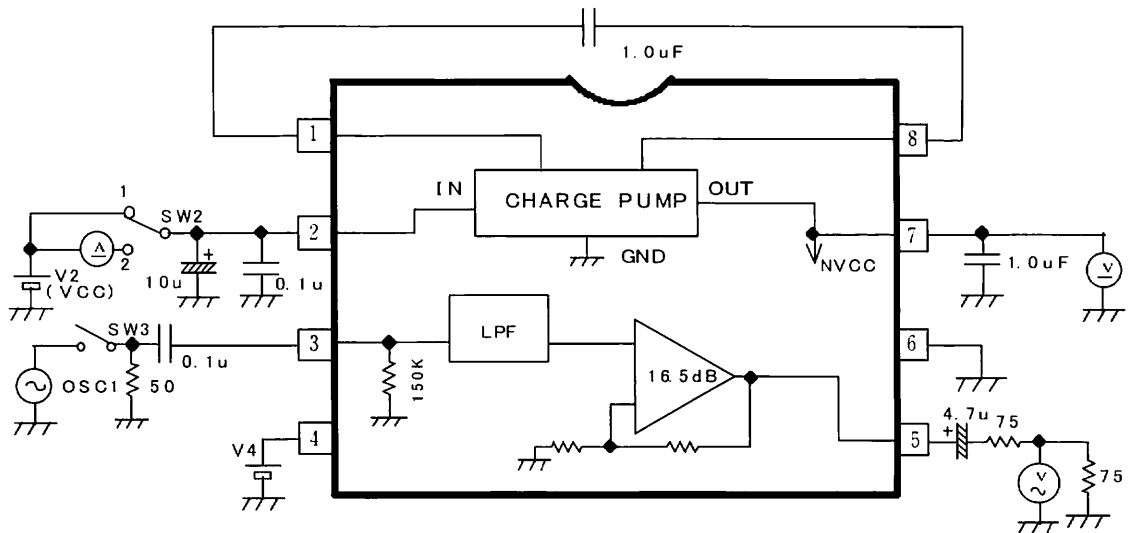 1.0uF
1
8
IN
CHARGE PUMP
OUT
1
SW2
2
A
2
V2
(VCC)
+
10u
0.1u
GND
NVCC
7
1.0uF
V
SW3
0.1u
3
LPF
16.5dB
6
OSC1
50
150K
4.7u
75
V4
4
5
+
V
75